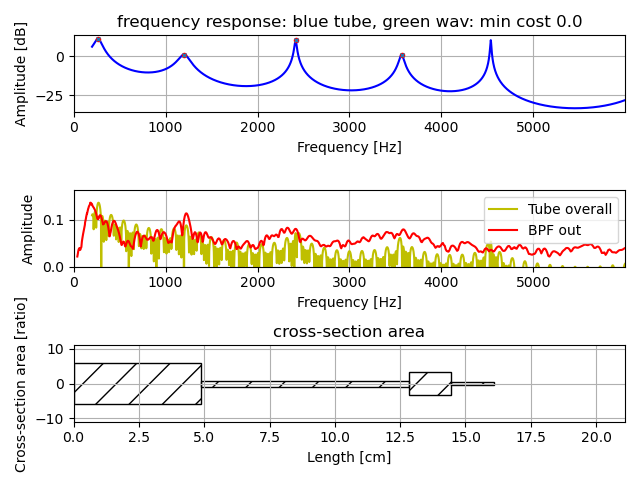 frequency response: blue tube, green wav: min cost 0.0
Amplitude [dB]
0
−25
0 1000 2000 3000 4000 5000
Frequency [Hz]
Amplitude
0.1
0.0
Tube overall
BPF out
0 1000 2000 3000 4000 5000
Frequency [Hz]
cross-section area
Cross-section area [ratio]
10
0
−10
0.0 2.5 5.0 7.5 10.0 12.5 15.0 17.5 20.0
Length [cm]